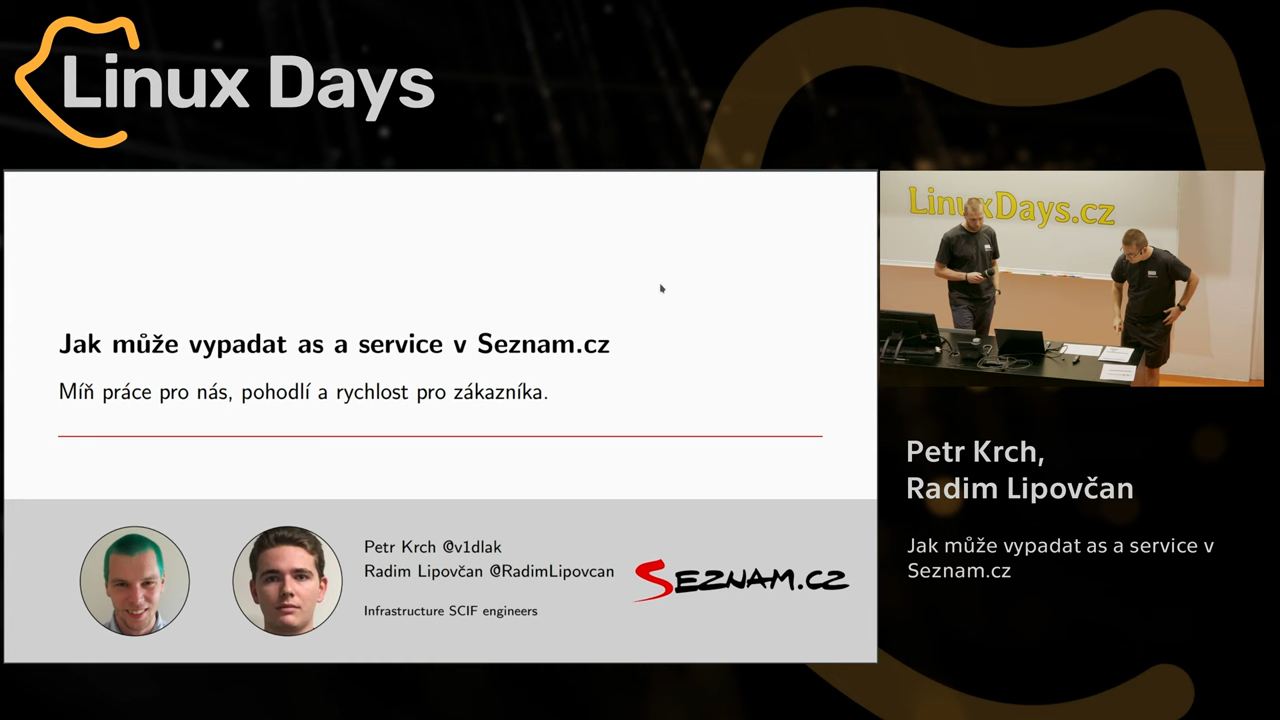 Linux Days
LinuxDays.cz
Jak může vypadat as a service v Seznam.cz
Míň práce pro nás, pohodlí a rychlost pro zákazníka.
Petr Krch @v1dlak
Radim Lipovčan @RadimLipovcan
Infrastructure SCIF engineers
SEZNAM.CZ
Petr Krch,
Radim Lipovčan
Jak může vypadat as a service v
Seznam.cz